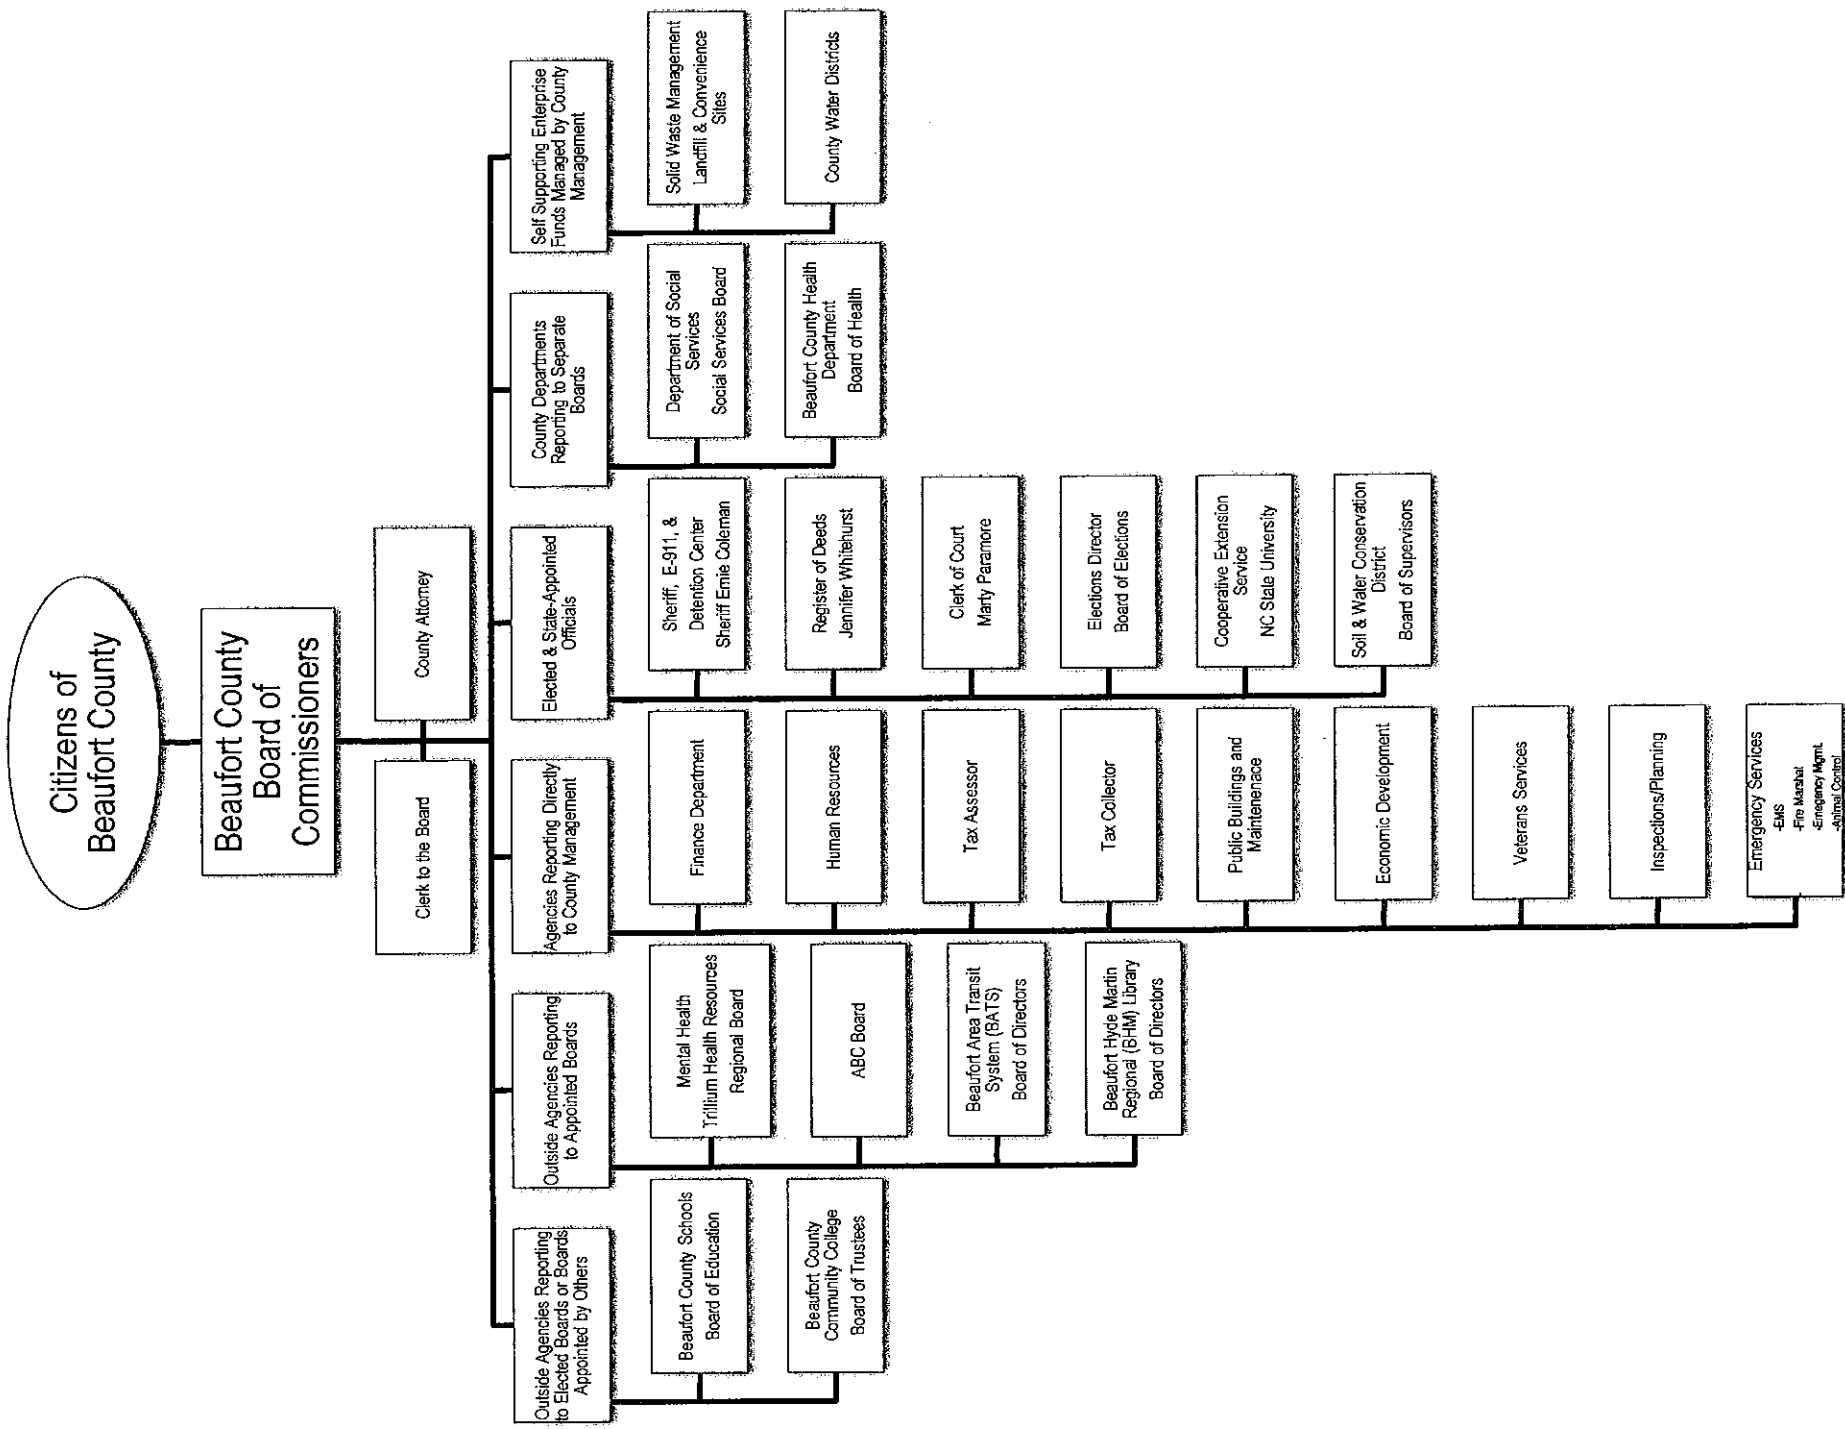 Citizens of
Beaufort County
Beaufort County
Board of
Commissioners
Clerk to the Board
County Attorney
Outside Agencies Reporting
to Elected Boards or Boards
Appointed by Others
Beaufort County Schools
Board of Education
Beaufort County
Community College
Board of Trustees
Outside Agencies Reporting
to Appointed Boards
Mental Health
Trillium Health Resources
Regional Board
ABC Board
Beaufort Area Transit
System (BATS)
Board of Directors
Beaufort Hyde Martin
Regional (BHM) Library
Board of Directors
Agencies Reporting Directly
to County Management
Finance Department
Human Resources
Tax Assessor
Tax Collector
Public Buildings and
Maintenenace
Economic Development
Veterans Services
Inspections/Planning
Emergency Services
-EMS
-Fire Marshal
-Emegency Mgmt.
-Animal Control
Elected & State-Appointed
Officials
Sheriff, E-911, &
Detention Center
Sheriff Ernie Coleman
Register of Deeds
Jennifer Whitehurst
Clerk of Court
Marty Paramore
Elections Director
Board of Elections
Cooperative Extension
Service
NC State University
Soil & Water Conservation
District
Board of Supervisors
County Departments
Reporting to Separate
Boards
Department of Social
Services
Social Services Board
Beaufort County Health
Department
Board of Health
Self Supporting Enterprise
Funds Managed by County
Management
Solid Waste Management
Landfill & Convenience
Sites
County Water Districts